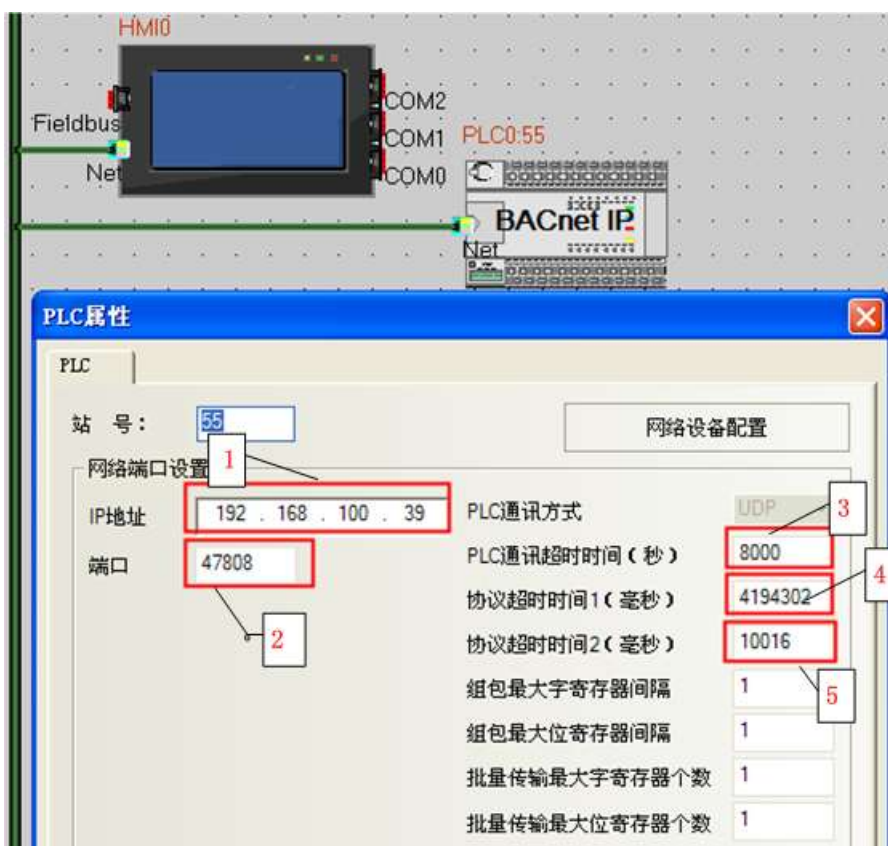 HMI0
Fieldbus
Net
COM2
COM1
COM0
PLC0:55
BACnet IP
Net
PLC属性
PLC
站 号：
55
网络设备配置
网络端口设置
1
IP地址
192 . 168 . 100 . 39
端口
47808
2
PLC通讯方式
UDP
3
PLC通讯超时时间（秒）
8000
4
协议超时时间1（毫秒）
4194302
协议超时时间2（毫秒）
10016
5
组包最大字寄存器间隔
1
组包最大位寄存器间隔
1
批量传输最大字寄存器个数
1
批量传输最大位寄存器个数
1